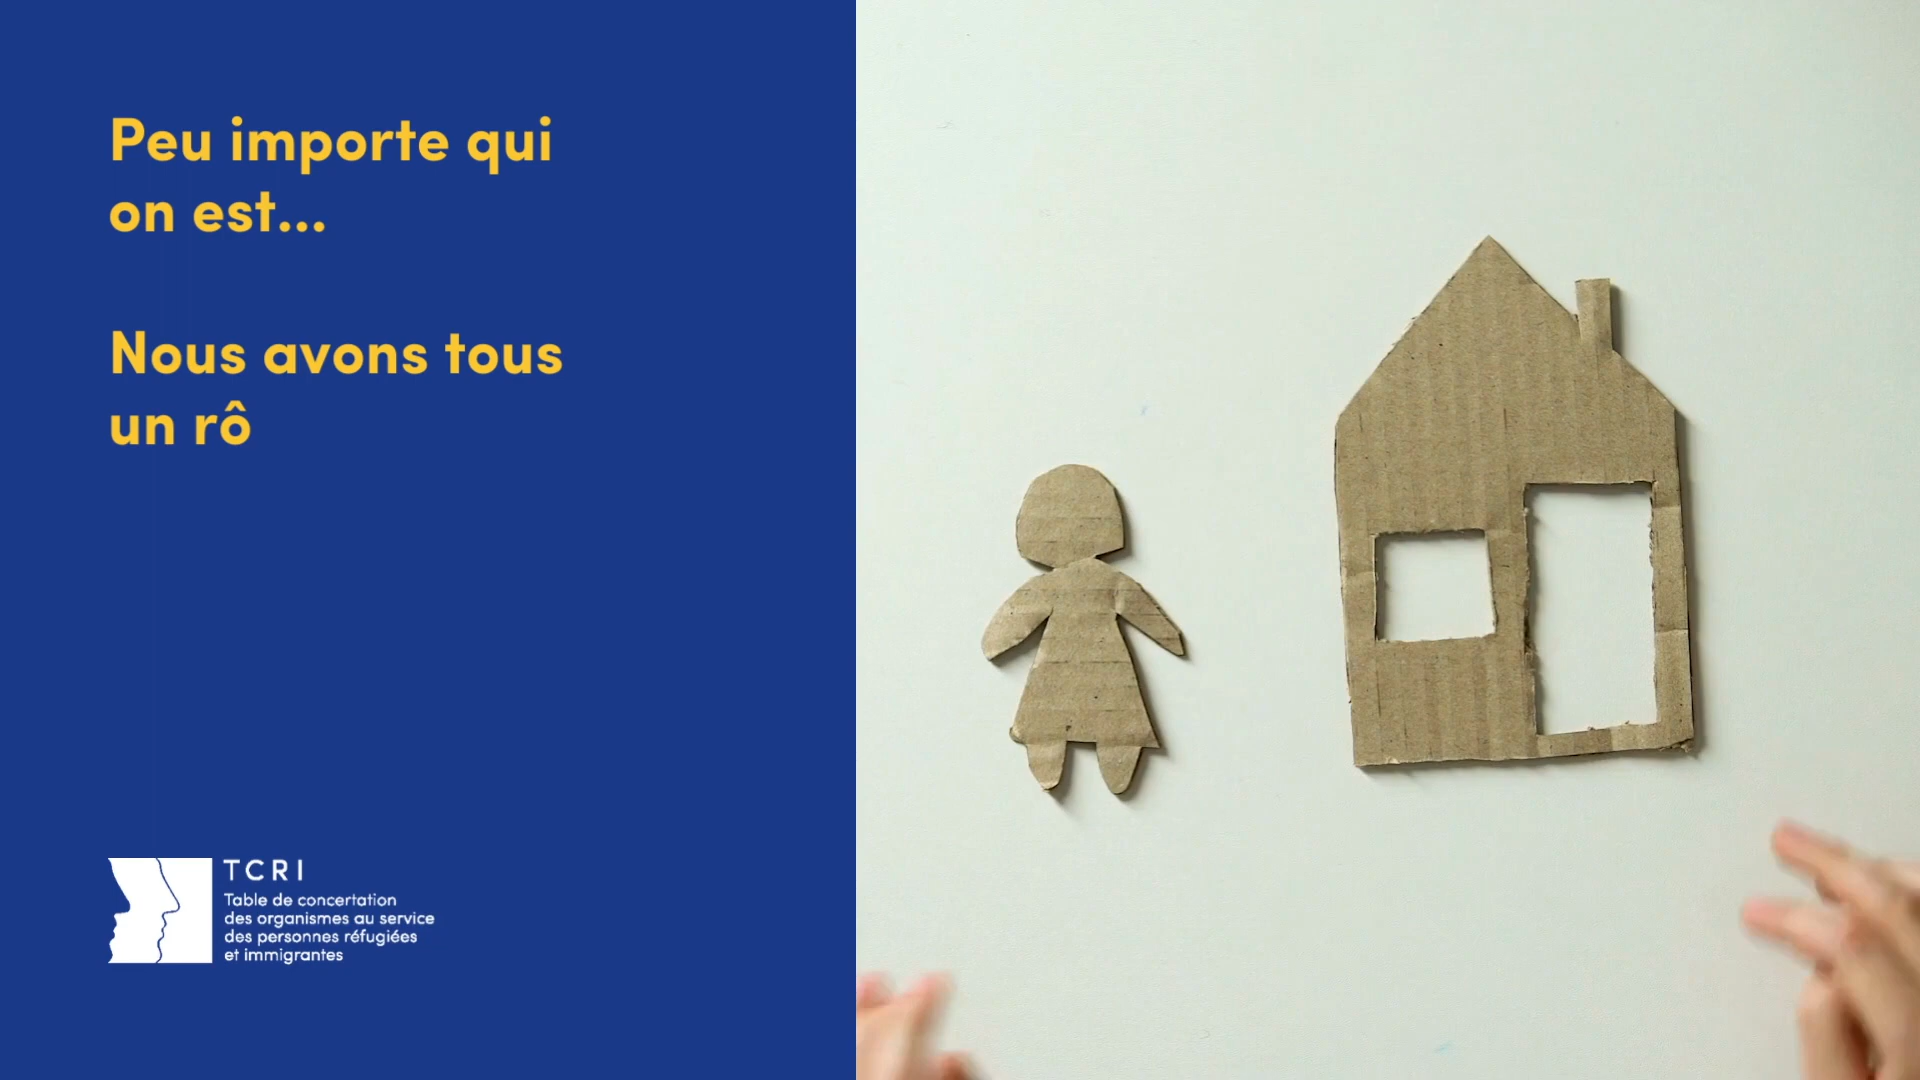 Peu importe qui
on est...
Nous avons tous
un rô
TCRI
Table de concertation
des organismes au service
des personnes réfugiées
et immigrantes